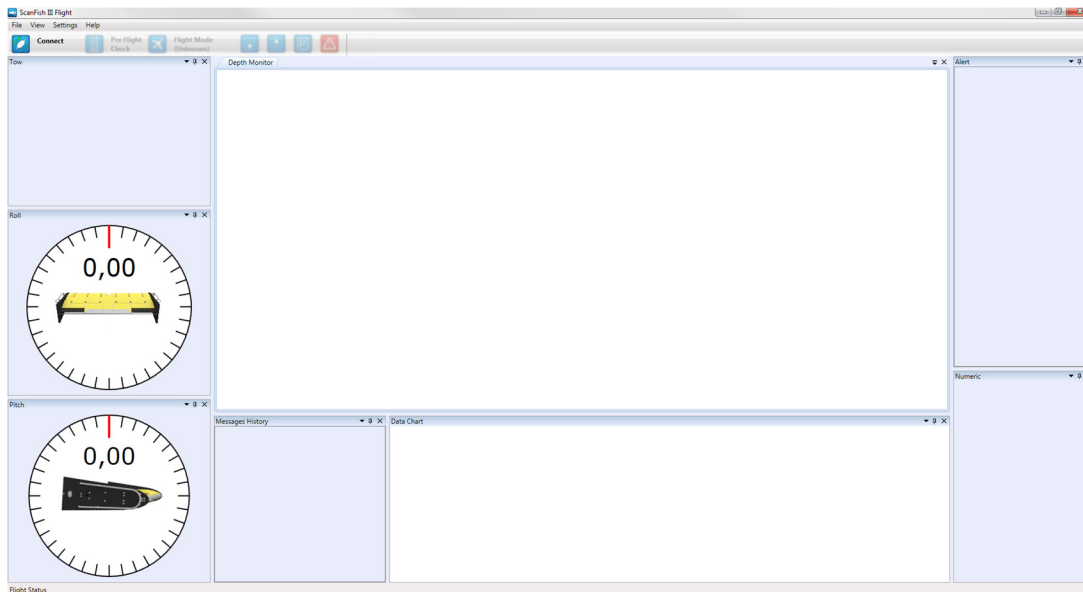 ScanFish III Flight
File View Settings Help
Connect
Pre Flight
Check
Flight Mode
(Unknown)
Tow
Depth Monitor
Alert
Roll
0,00
Numeric
Pitch
0,00
Messages History
Data Chart
Flight Status